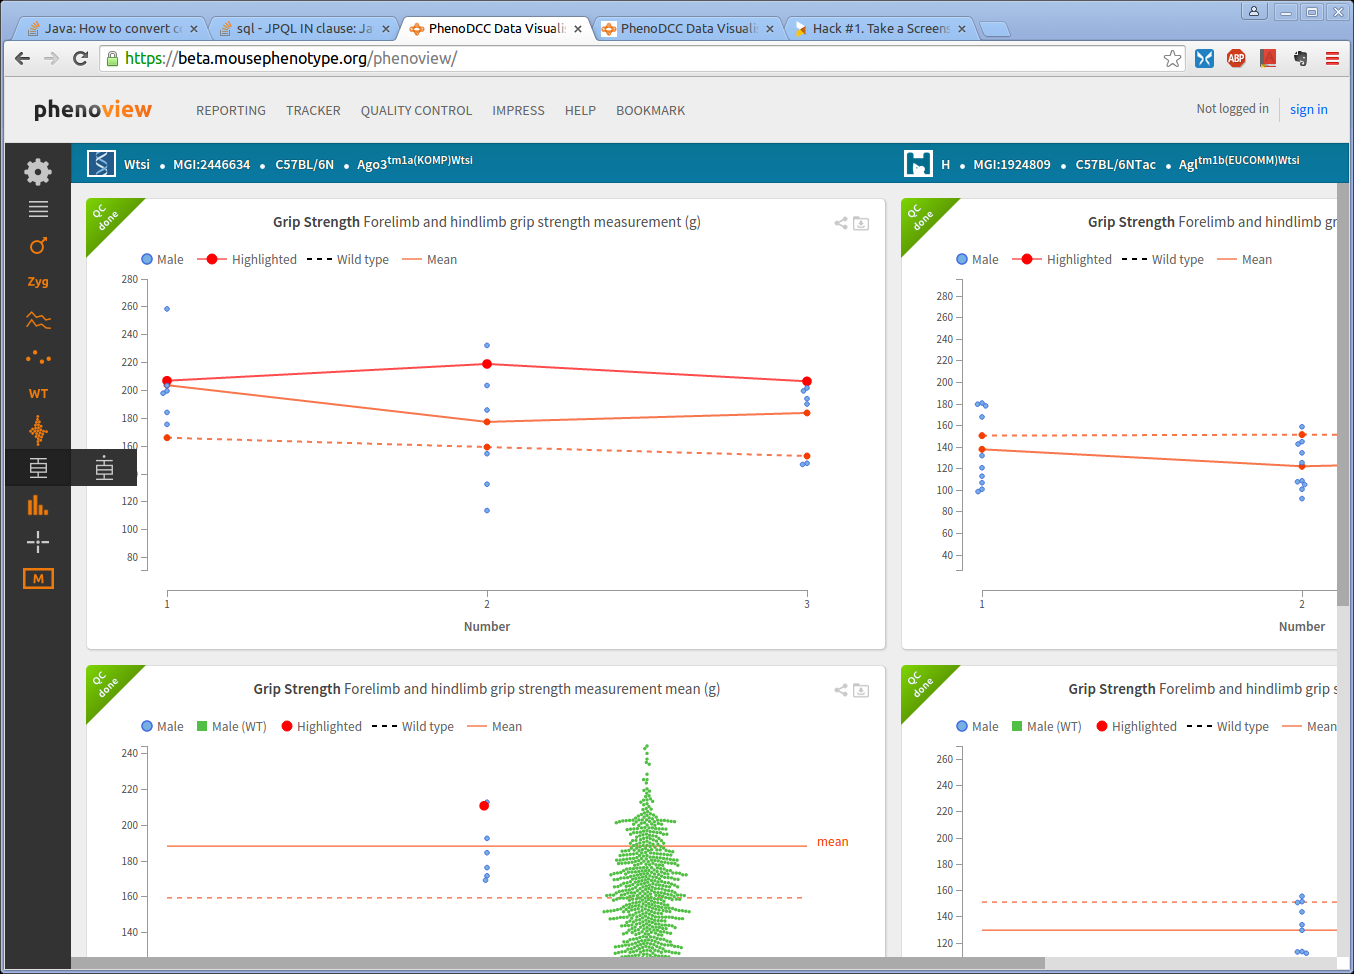 Java: How to convert co
sql - JPQL IN clause: Ja
PhenoDCC Data Visualis
PhenoDCC Data Visualis
Hack #1. Take a Screens
https://beta.mousephenotype.org/phenoview/
ABP
phenoview
REPORTING TRACKER QUALITY CONTROL IMPRESS HELP BOOKMARK
Not logged in sign in
Wtsi • MGI:2446634 • C57BL/6N • Ago3tm1a(KOMP)Wtsi
H • MGI:1924809 • C57BL/6NTac • Agltm1b(EUCOMM)Wtsi
Zyg
WT
M
QC done
Grip Strength Forelimb and hindlimb grip strength measurement (g)
Male Highlighted Wild type Mean
280
260
240
220
200
180
160
120
100
80
1 2 3
Number
QC done
Grip Strength Forelimb and hindlimb gr
Male Highlighted Wild type Mean
280
260
240
220
200
180
160
140
120
100
80
60
40
1 2
Number
QC done
Grip Strength Forelimb and hindlimb grip strength measurement mean (g)
Male Male (WT) Highlighted Wild type Mean
240
220
200
180
160
140
mean
QC done
Grip Strength Forelimb and hindlimb grip s
Male Male (WT) Highlighted Wild type Mean
260
240
220
200
180
160
140
120